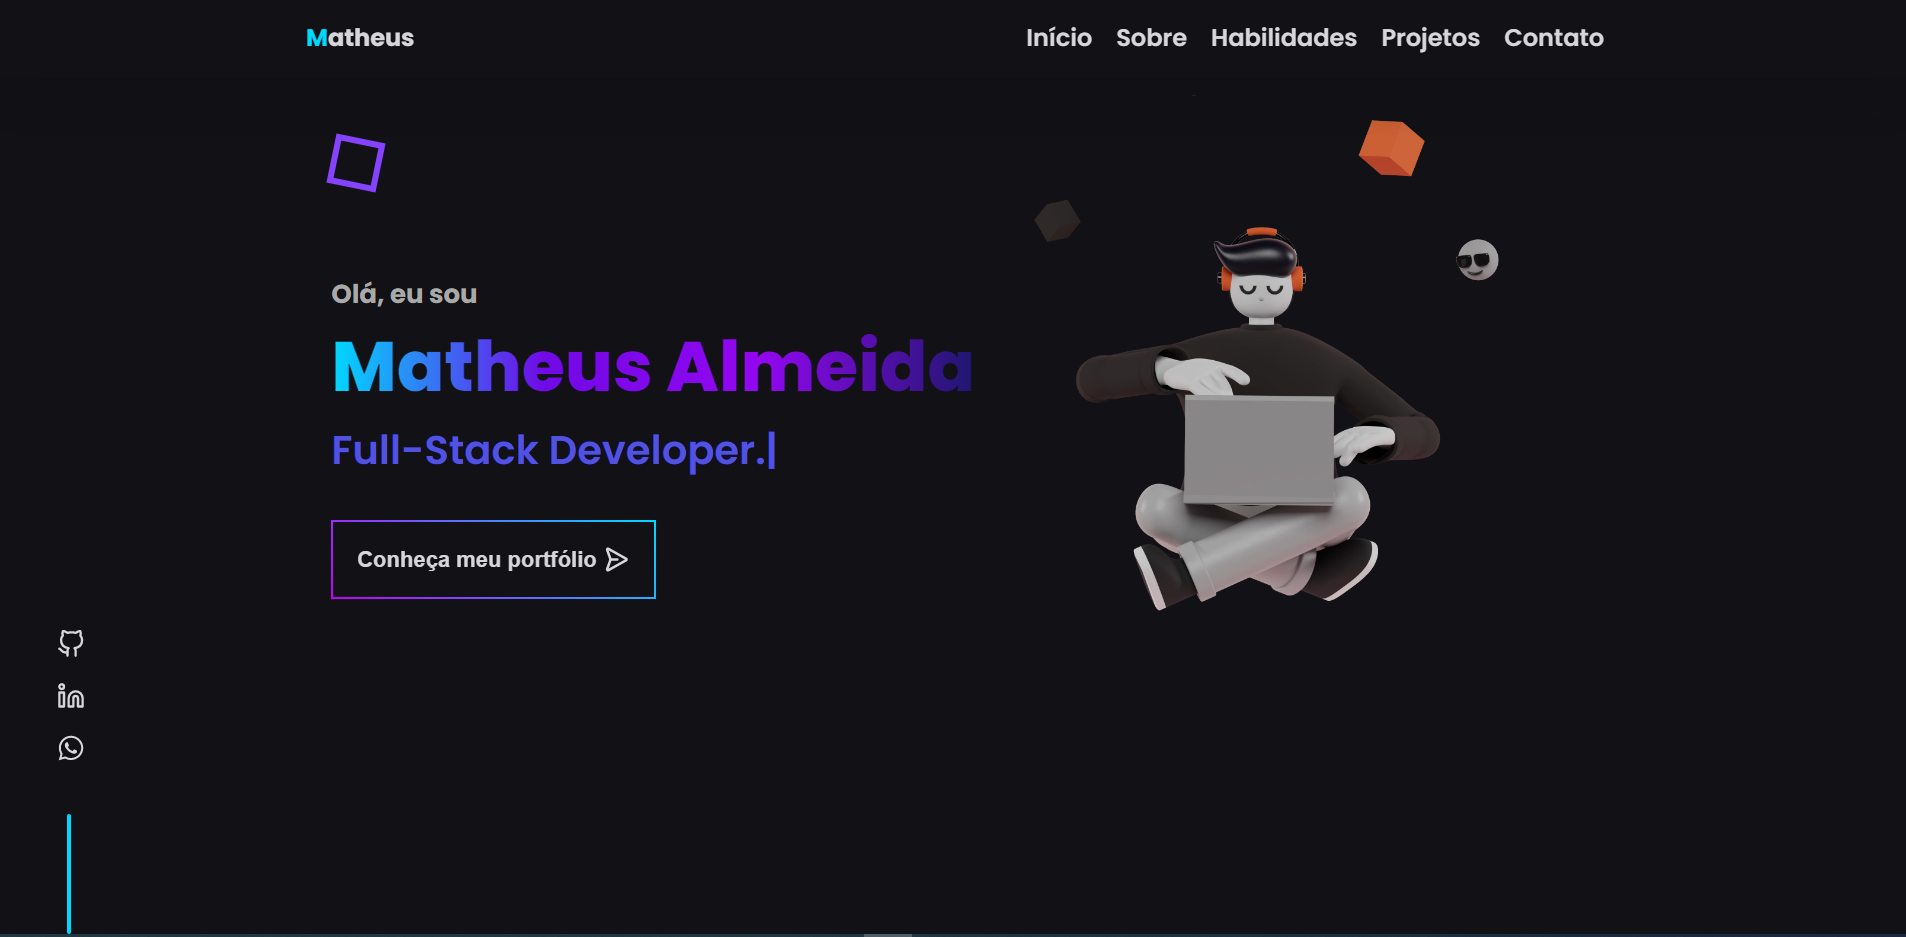 Matheus
Início Sobre Habilidades Projetos Contato
Olá, eu sou
Matheus Almeida
Full-Stack Developer.|
Conheça meu portfólio